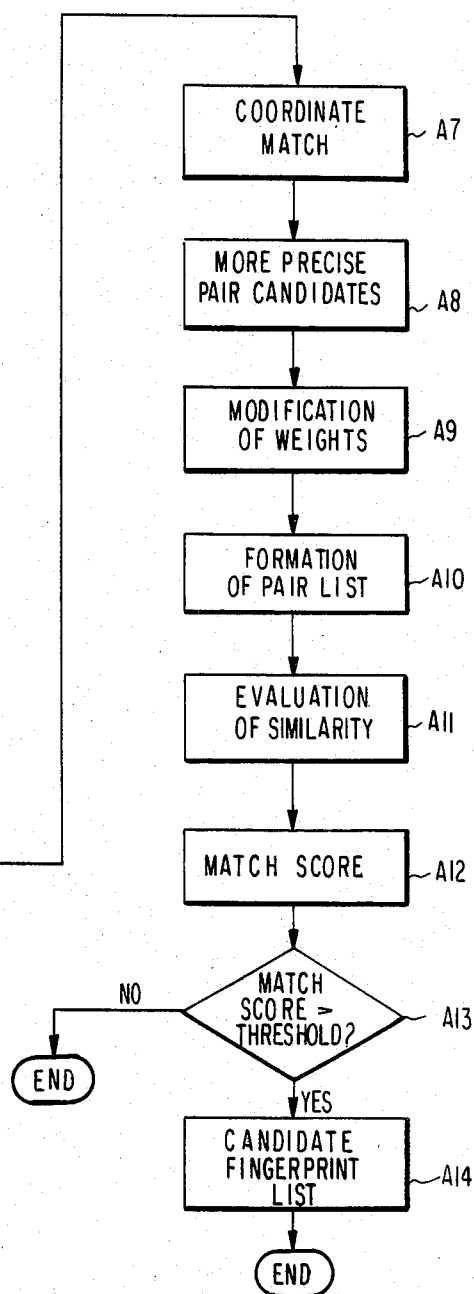 COORDINATE
MATCH
A7
MORE PRECISE
PAIR CANDIDATES
A8
MODIFICATION
OF WEIGHTS
A9
FORMATION
OF PAIR LIST
A10
EVALUATION
OF SIMILARITY
A11
MATCH SCORE
A12
MATCH
SCORE >
THRESHOLD?
A13
NO
END
YES
CANDIDATE
FINGERPRINT
LIST
A14
END